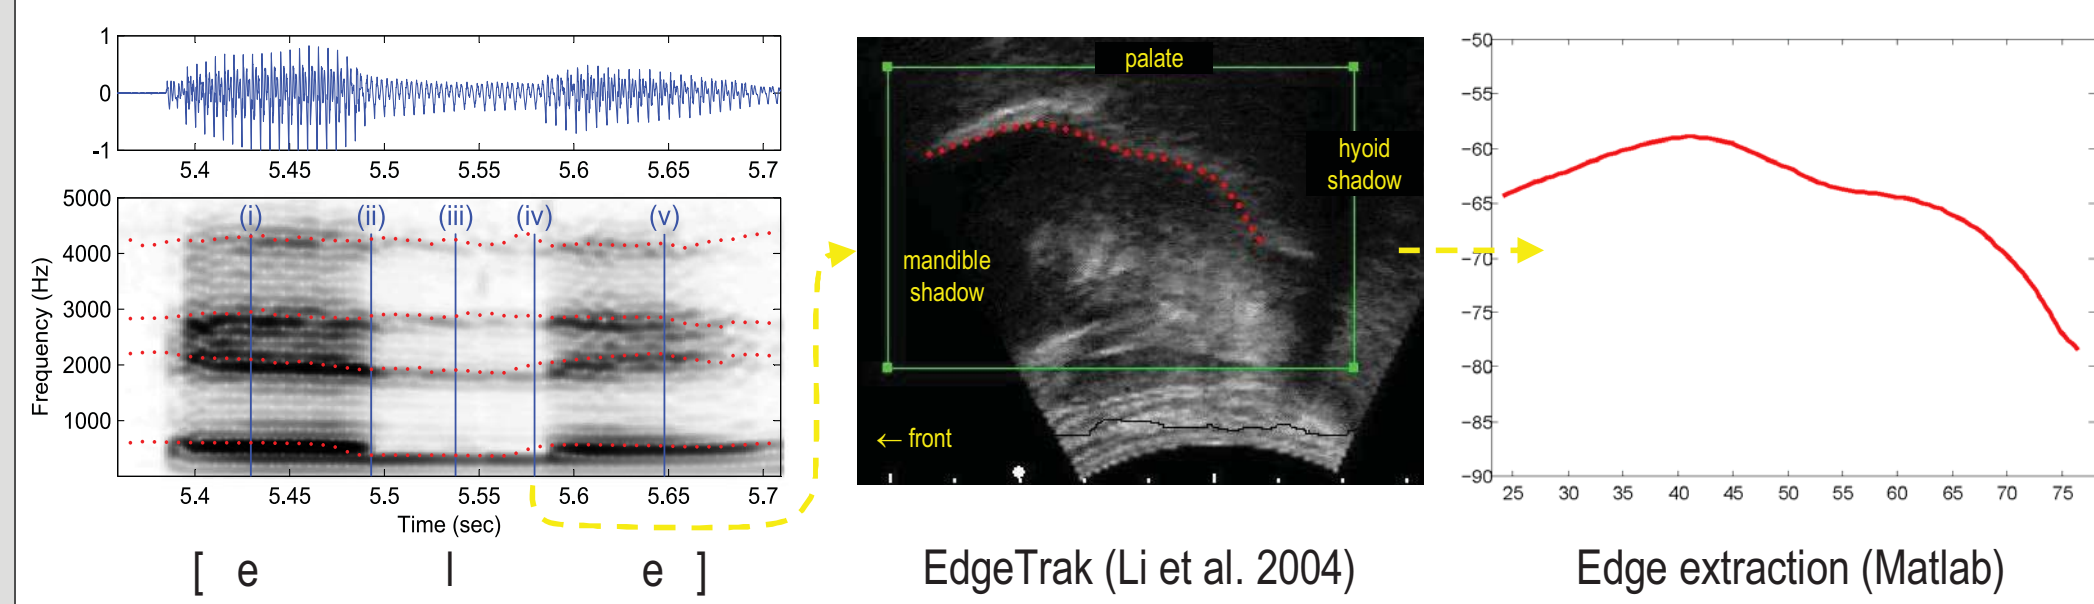 1
0
-1
5.4 5.45 5.5 5.55 5.6 5.65 5.7
5000
4000
3000
2000
1000
Frequency (Hz)
(i) (ii) (iii) (iv) (v)
5.4 5.45 5.5 5.55 5.6 5.65 5.7
Time (sec)
[ e l e ]
palate
hyoid
shadow
mandible
shadow
← front
EdgeTrak (Li et al. 2004)
-50
-55
-60
-65
-70
-75
-80
-85
-90
25 30 35 40 45 50 55 60 65 70 75
Edge extraction (Matlab)